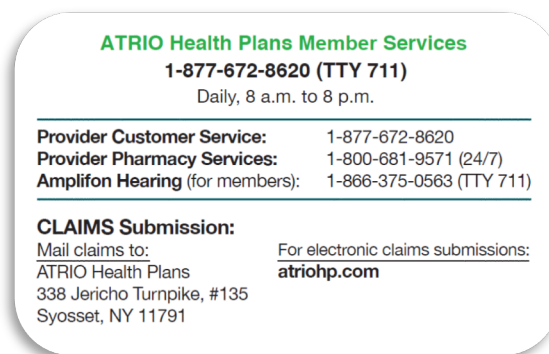 ATRIO Health Plans Member Services
1-877-672-8620 (TTY 711)
Daily, 8 a.m. to 8 p.m.
Provider Customer Service: 1-877-672-8620
Provider Pharmacy Services: 1-800-681-9571 (24/7)
Amplifon Hearing (for members): 1-866-375-0563 (TTY 711)
CLAIMS Submission:
Mail claims to: For electronic claims submissions:
ATRIO Health Plans atriohp.com
338 Jericho Turnpike, #135
Syosset, NY 11791